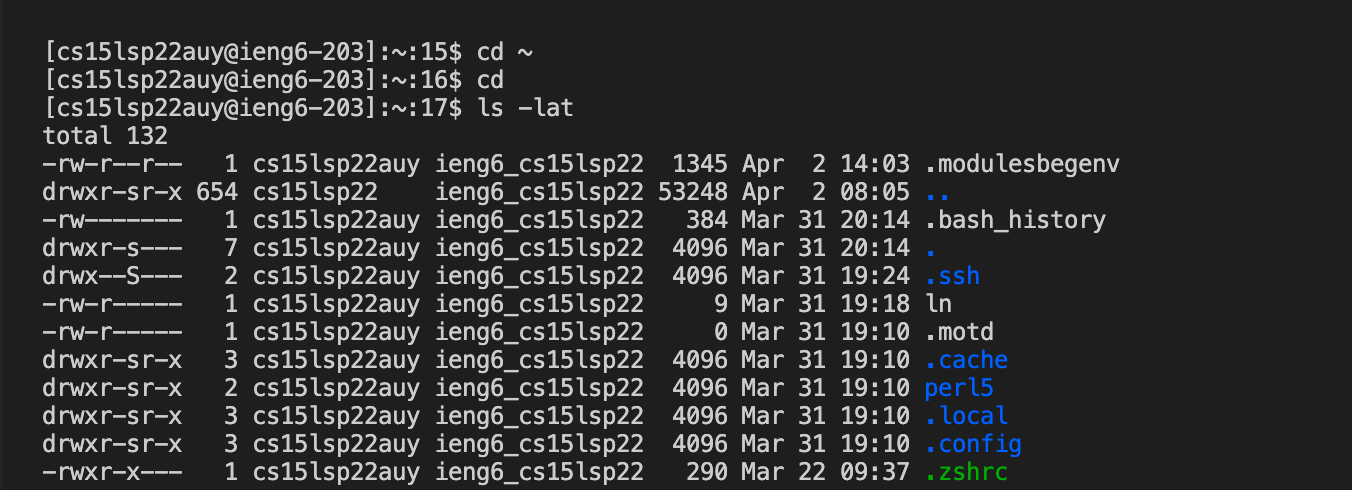 [cs15lsp22auy@ieng6-203]:~:15$ cd ~
[cs15lsp22auy@ieng6-203]:~:16$ cd
[cs15lsp22auy@ieng6-203]:~:17$ ls -lat
total 132
-rw-r--r--   1 cs15lsp22auy ieng6_cs15lsp22  1345 Apr  2 14:03 .modulesbegenv
drwxr-sr-x 654 cs15lsp22    ieng6_cs15lsp22 53248 Apr  2 08:05 ..
-rw-------   1 cs15lsp22auy ieng6_cs15lsp22   384 Mar 31 20:14 .bash_history
drwxr-s---   7 cs15lsp22auy ieng6_cs15lsp22  4096 Mar 31 20:14 .
drwx--S---   2 cs15lsp22auy ieng6_cs15lsp22  4096 Mar 31 19:24 .ssh
-rw-r-----   1 cs15lsp22auy ieng6_cs15lsp22     9 Mar 31 19:18 ln
-rw-r-----   1 cs15lsp22auy ieng6_cs15lsp22     0 Mar 31 19:10 .motd
drwxr-sr-x   3 cs15lsp22auy ieng6_cs15lsp22  4096 Mar 31 19:10 .cache
drwxr-sr-x   2 cs15lsp22auy ieng6_cs15lsp22  4096 Mar 31 19:10 perl5
drwxr-sr-x   3 cs15lsp22auy ieng6_cs15lsp22  4096 Mar 31 19:10 .local
drwxr-sr-x   3 cs15lsp22auy ieng6_cs15lsp22  4096 Mar 31 19:10 .config
-rwxr-x---   1 cs15lsp22auy ieng6_cs15lsp22   290 Mar 22 09:37 .zshrc